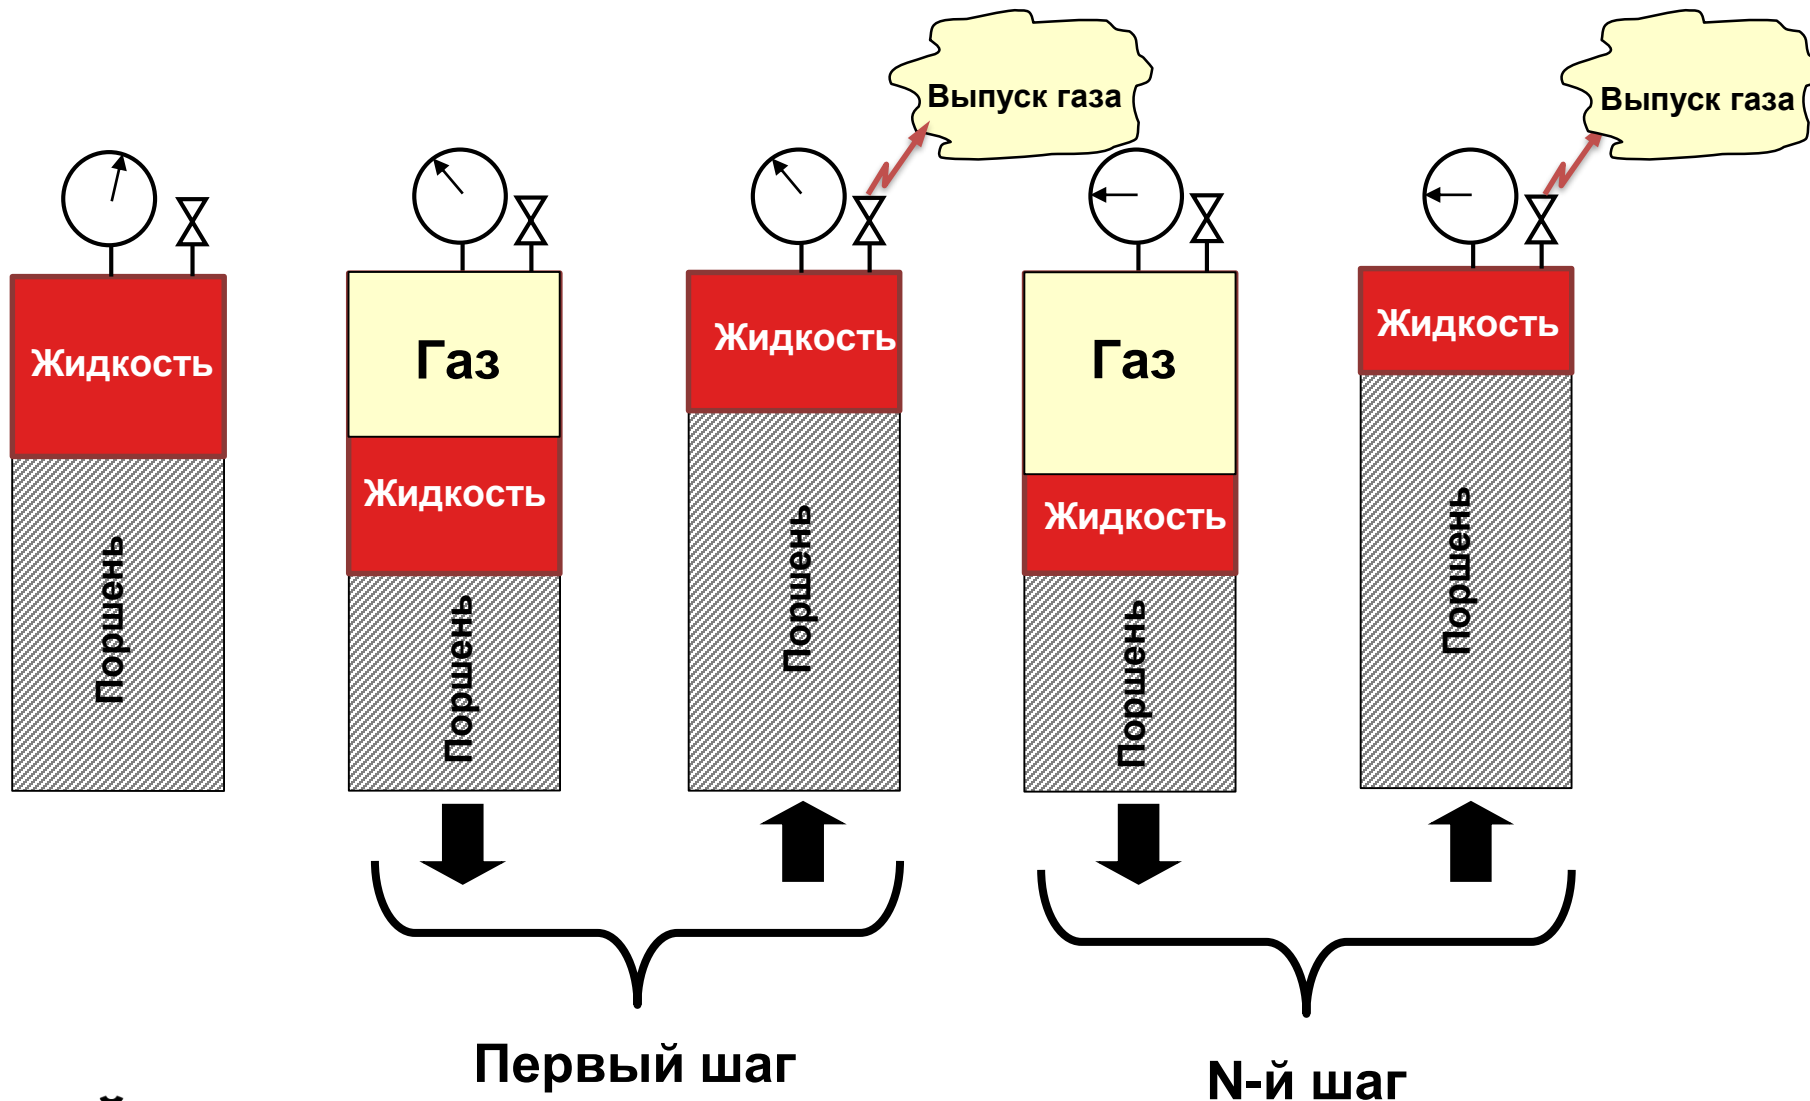 Выпуск газа
Выпуск газа
Жидкость
Газ
Жидкость
Газ
Жидкость
Жидкость
Жидкость
Поршень
Поршень
Поршень
Поршень
Поршень
Первый шаг
N-й шаг